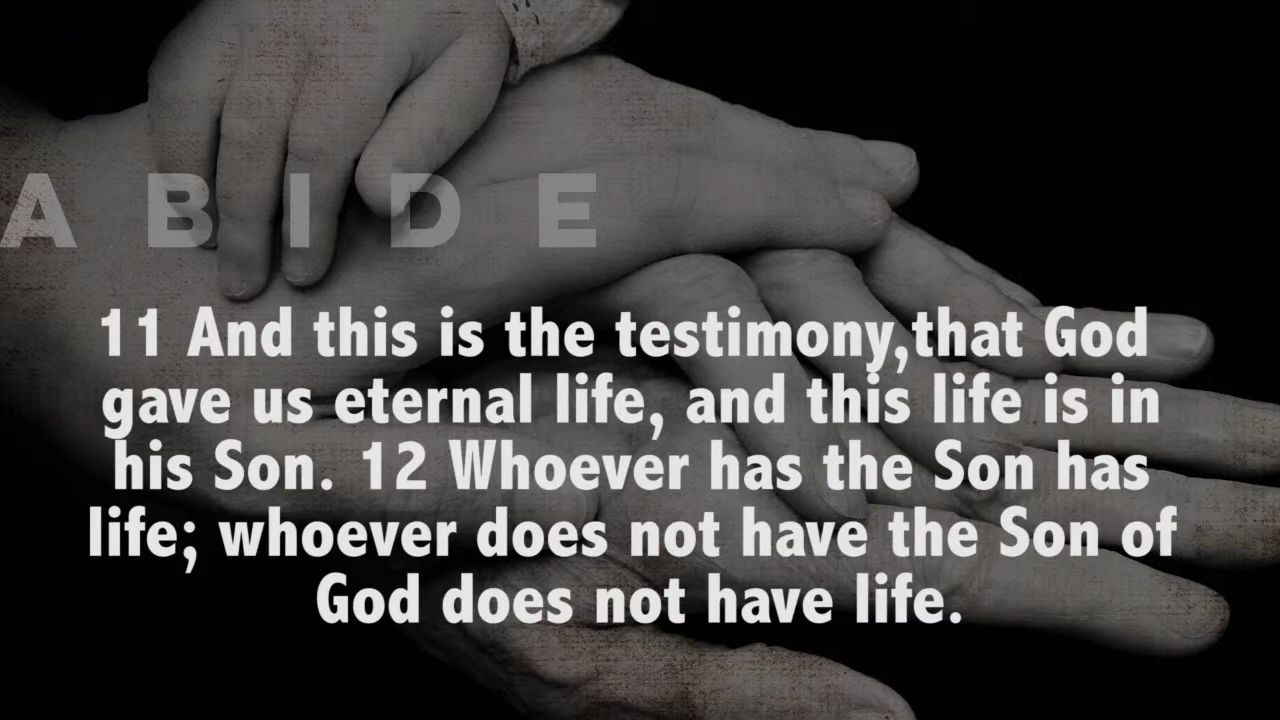 A B I D E
11 And this is the testimony,that God
gave us eternal life, and this life is in
his Son. 12 Whoever has the Son has
life; whoever does not have the Son of
God does not have life.